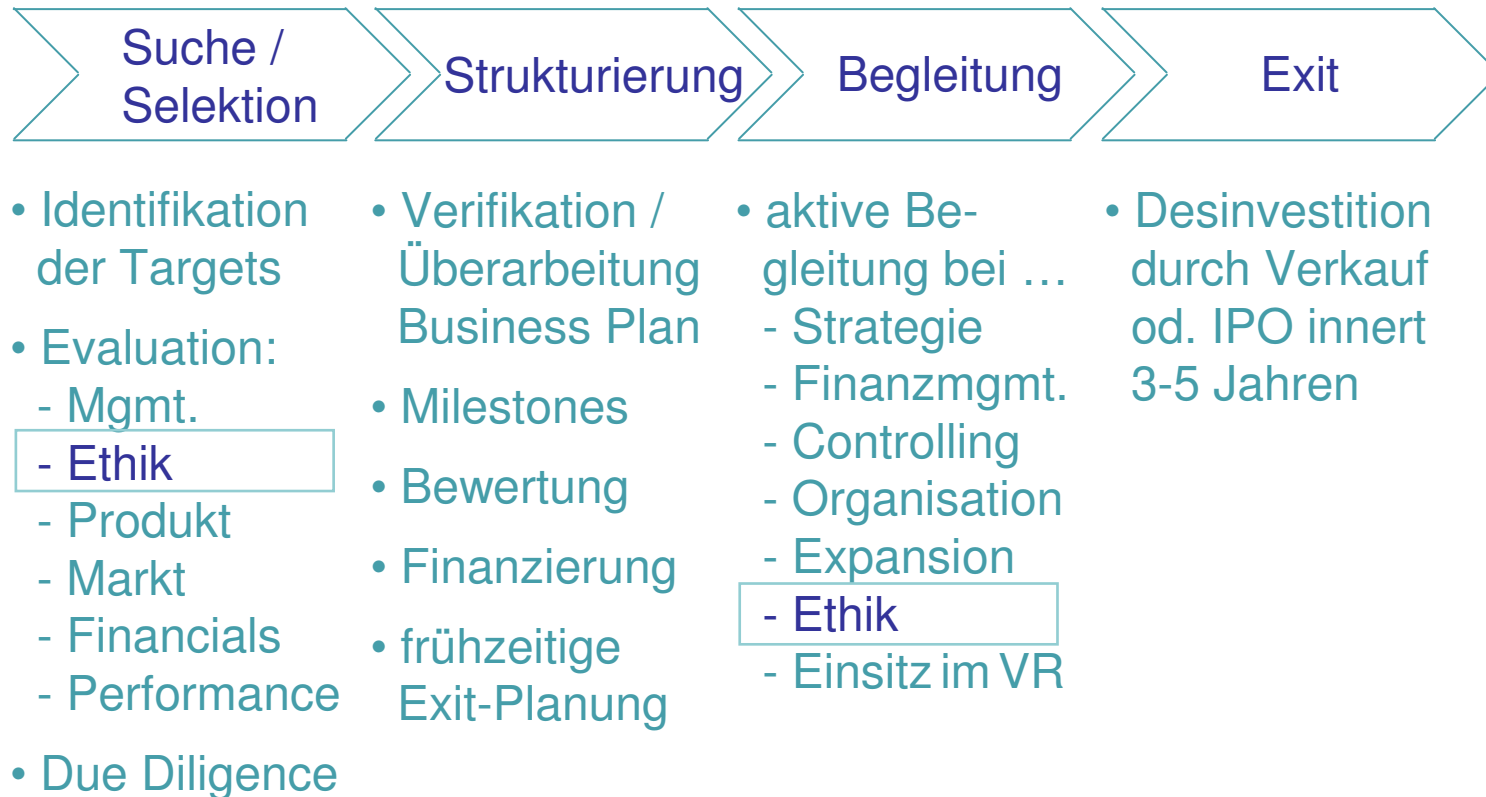 Suche /
Selektion
Strukturierung
Begleitung
Exit
• Identifikation
der Targets
• Evaluation:
- Mgmt.
- Ethik
- Produkt
- Markt
- Financials
- Performance
• Due Diligence
• Verifikation /
Überarbeitung
Business Plan
• Milestones
• Bewertung
• Finanzierung
• frühzeitige
Exit-Planung
• aktive Be-
gleitung bei …
- Strategie
- Finanzmgmt.
- Controlling
- Organisation
- Expansion
- Ethik
- Einsitz im VR
• Desinvestition
durch Verkauf
od. IPO innert
3-5 Jahren